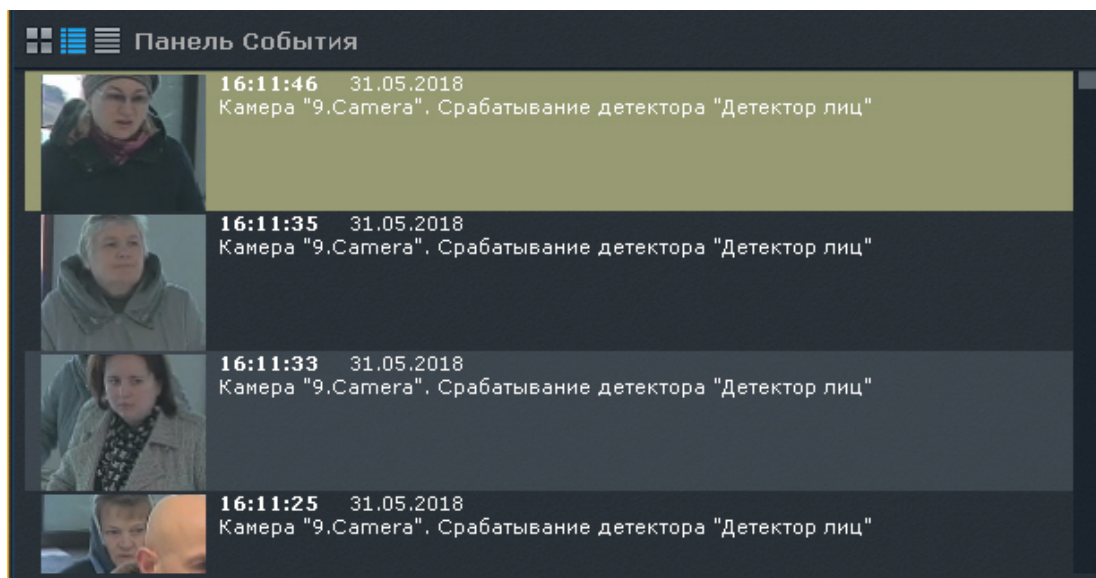 Панель События
16:11:46 31.05.2018
Камера "9.Camera". Срабатывание детектора "Детектор лиц"
16:11:35 31.05.2018
Камера "9.Camera". Срабатывание детектора "Детектор лиц"
16:11:33 31.05.2018
Камера "9.Camera". Срабатывание детектора "Детектор лиц"
16:11:25 31.05.2018
Камера "9.Camera". Срабатывание детектора "Детектор лиц"